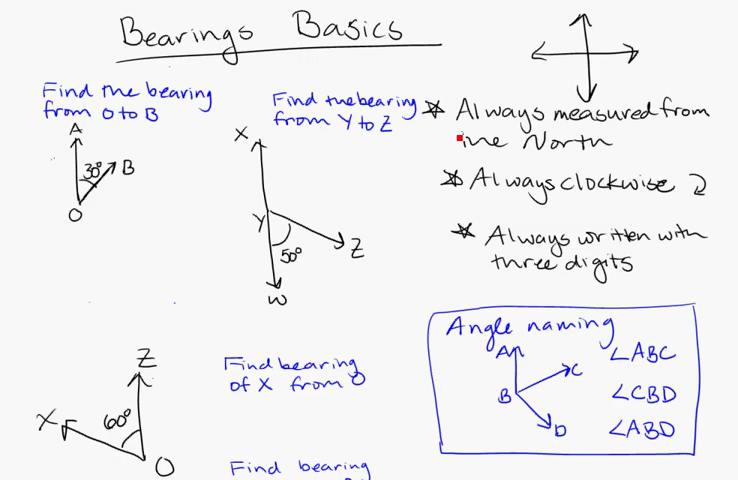 Bearings Basics
Find the bearing
from O to B
A
30°
B
O
Find the bearing
from Y to Z
X
Y
50°
Z
W
* Always measured from
the North
* Always clockwise
* Always written with
three digits
Z
60°
X
O
Find bearing
of X from O
Find bearing
Angle naming
A
C
B
D
∠ABC
∠CBD
∠ABD